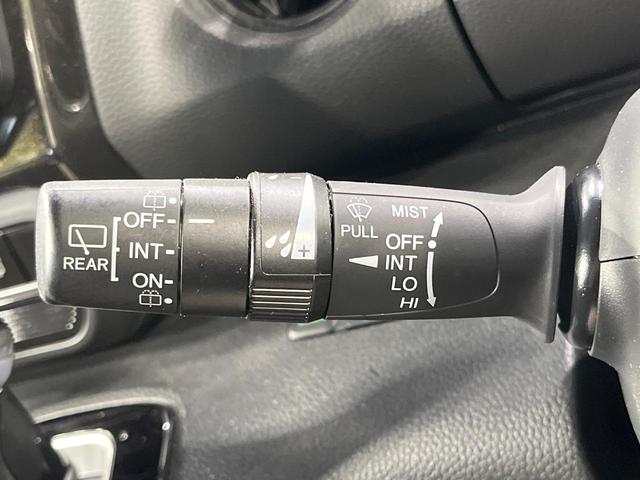 REAR
OFF
INT
ON
+
PULL
MIST
OFF
INT
LO
HI